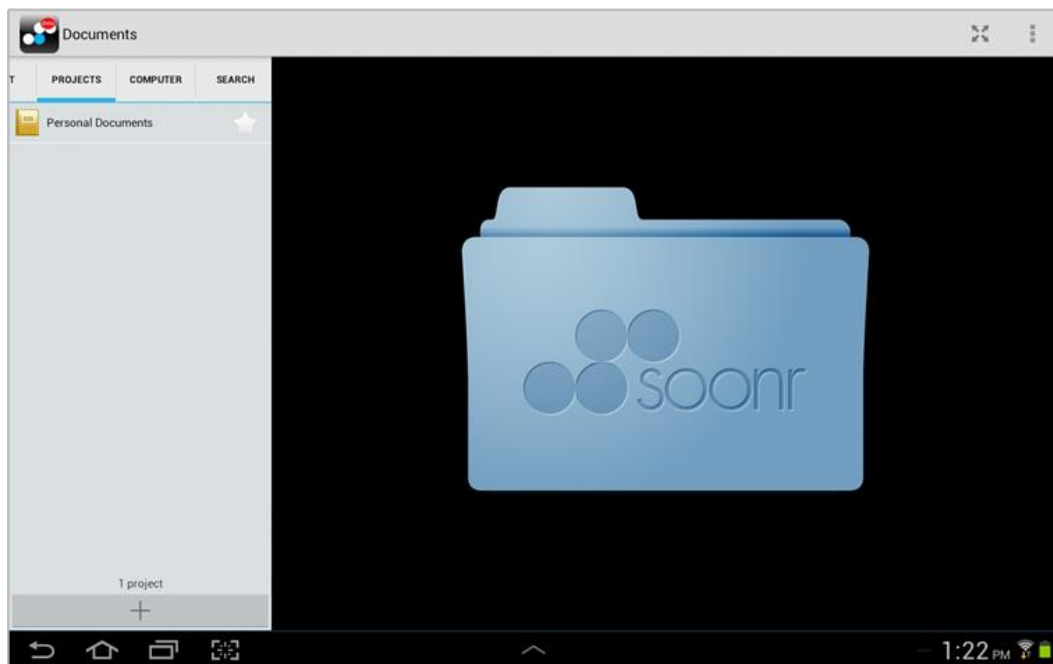 Documents
T PROJECTS COMPUTER SEARCH
Personal Documents
soonr
1 project
1:22 PM